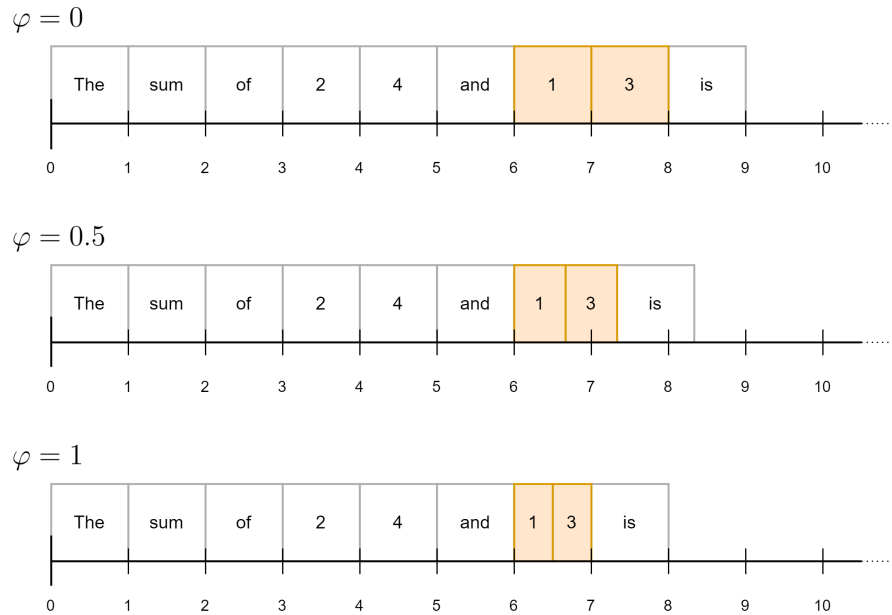 φ = 0
The sum of 2 4 and 1 3 is
0 1 2 3 4 5 6 7 8 9 10
φ = 0.5
The sum of 2 4 and 1 3 is
0 1 2 3 4 5 6 7 8 9 10
φ = 1
The sum of 2 4 and 1 3 is
0 1 2 3 4 5 6 7 8 9 10